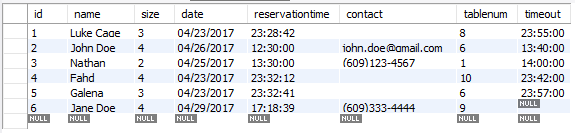 id name size date reservationtime contact tablenum timeout
1 Luke Cage 3 04/23/2017 23:28:42 8 23:55:00
2 John Doe 4 04/26/2017 12:30:00 john.doe@gmail.com 6 13:40:00
3 Nathan 2 04/25/2017 13:30:00 (609)123-4567 1 14:00:00
4 Fahd 4 04/23/2017 23:32:12 10 23:42:00
5 Galena 3 04/23/2017 23:32:41 6 23:57:00
6 Jane Doe 4 04/29/2017 17:18:39 (609)333-4444 9 NULL
NULL NULL NULL NULL NULL NULL NULL NULL